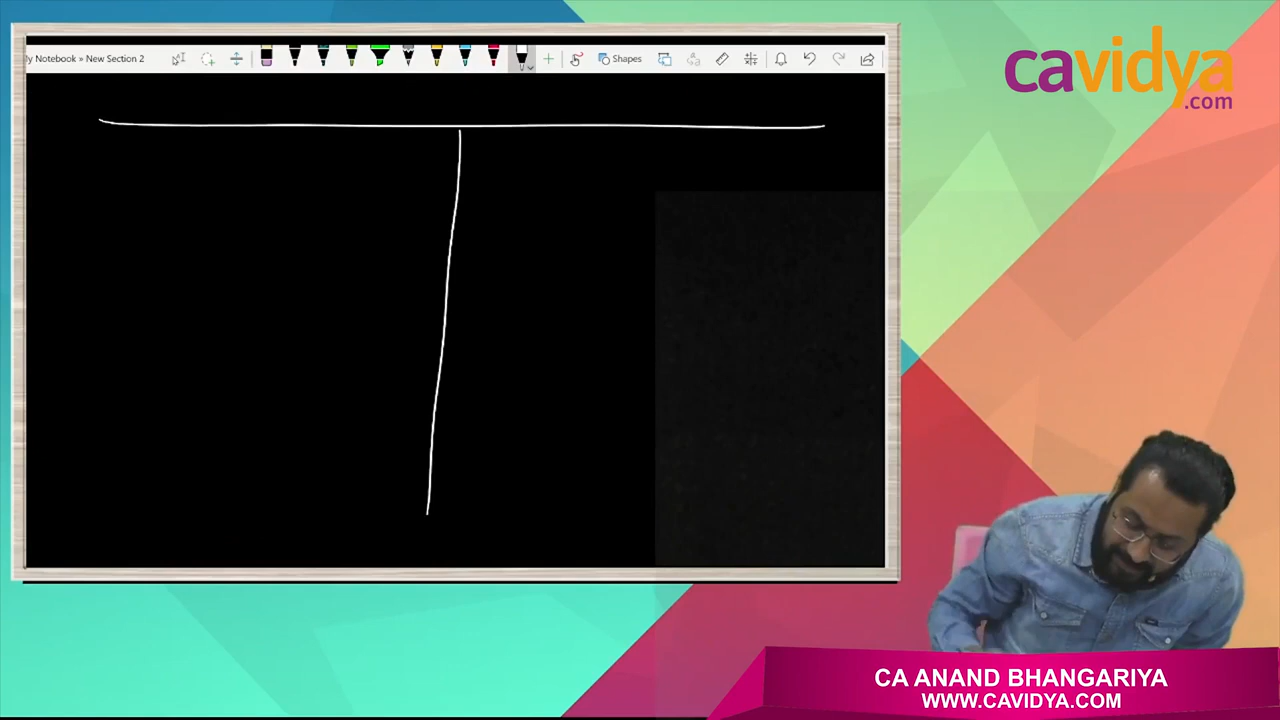 cavidya
.com
y Notebook » New Section 2
Shapes
CA ANAND BHANGARIYA
WWW.CAVIDYA.COM